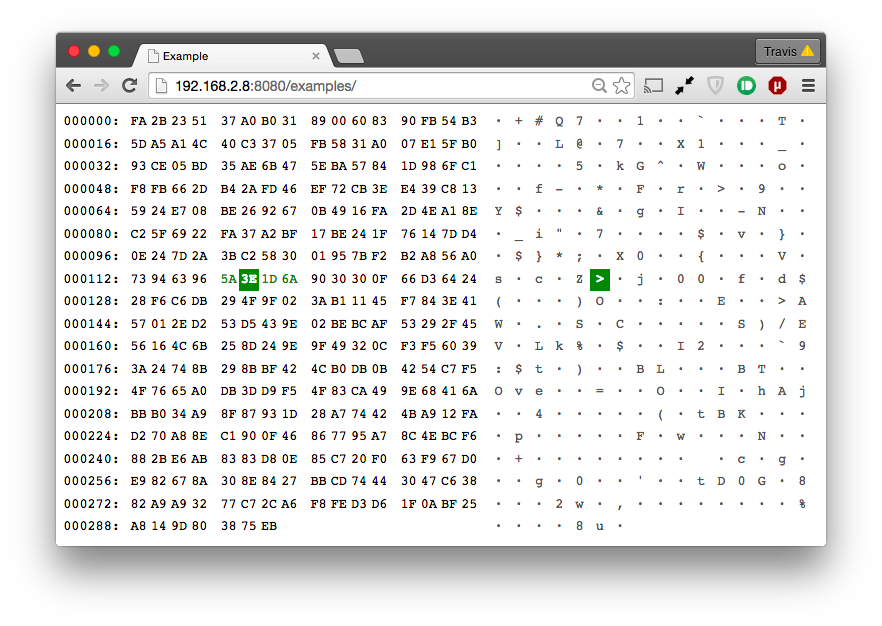 Example
Travis
192.168.2.8:8080/examples/
000000: FA 2B 23 51 37 A0 B0 31 89 00 60 83 90 FB 54 B3 · + # Q 7 · · 1 · · ` · · · T ·
000016: 5D A5 A1 4C 40 C3 37 05 FB 58 31 A0 07 E1 5F B0 ] · · L @ · 7 · · X 1 · · · _ ·
000032: 93 CE 05 BD 35 AE 6B 47 5E BA 57 84 1D 98 6F C1 · · · · 5 · k G ^ · W · · · o ·
000048: F8 FB 66 2D B4 2A FD 46 EF 72 CB 3E E4 39 C8 13 · · f - · * · F · r · > · 9 · ·
000064: 59 24 E7 08 BE 26 92 67 0B 49 16 FA 2D 4E A1 8E Y $ · · · & · g · I · · - N · ·
000080: C2 5F 69 22 FA 37 A2 BF 17 BE 24 1F 76 14 7D D4 · _ i " · 7 · · · · $ · v · } ·
000096: 0E 24 7D 2A 3B C2 58 30 01 95 7B F2 B2 A8 56 A0 · $ } * ; · X 0 · · { · · · V ·
000112: 73 94 63 96 5A 3E 1D 6A 90 30 30 0F 66 D3 64 24 s · c · Z > · j · 0 0 · f · d $
000128: 28 F6 C6 DB 29 4F 9F 02 3A B1 11 45 F7 84 3E 41 ( · · · ) O · · : · · E · · > A
000144: 57 01 2E D2 53 D5 43 9E 02 BE BC AF 53 29 2F 45 W · . · S · C · · · · · S ) / E
000160: 56 16 4C 6B 25 8D 24 9E 9F 49 32 0C F3 F5 60 39 V · L k % · $ · · I 2 · · · ` 9
000176: 3A 24 74 8B 29 8B BF 42 4C B0 DB 0B 42 54 C7 F5 : $ t · ) · · B L · · · B T · ·
000192: 4F 76 65 A0 DB 3D D9 F5 4F 83 CA 49 9E 68 41 6A O v e · · = · · O · · I · h A j
000208: BB B0 34 A9 8F 87 93 1D 28 A7 74 42 4B A9 12 FA · · 4 · · · · · ( · t B K · · ·
000224: D2 70 A8 8E C1 90 0F 46 86 77 95 A7 8C 4E BC F6 · p · · · · · F · w · · · N · ·
000240: 88 2B E6 AB 83 83 D8 0E 85 C7 20 F0 63 F9 67 D0 · + · · · · · · · · · c · g ·
000256: E9 82 67 8A 30 8E 84 27 BB CD 74 44 30 47 C6 38 · · g · 0 · · ' · · t D 0 G · 8
000272: 82 A9 A9 32 77 C7 2C A6 F8 FE D3 D6 1F 0A BF 25 · · · 2 w · , · · · · · · · · %
000288: A8 14 9D 80 38 75 EB · · · · 8 u ·